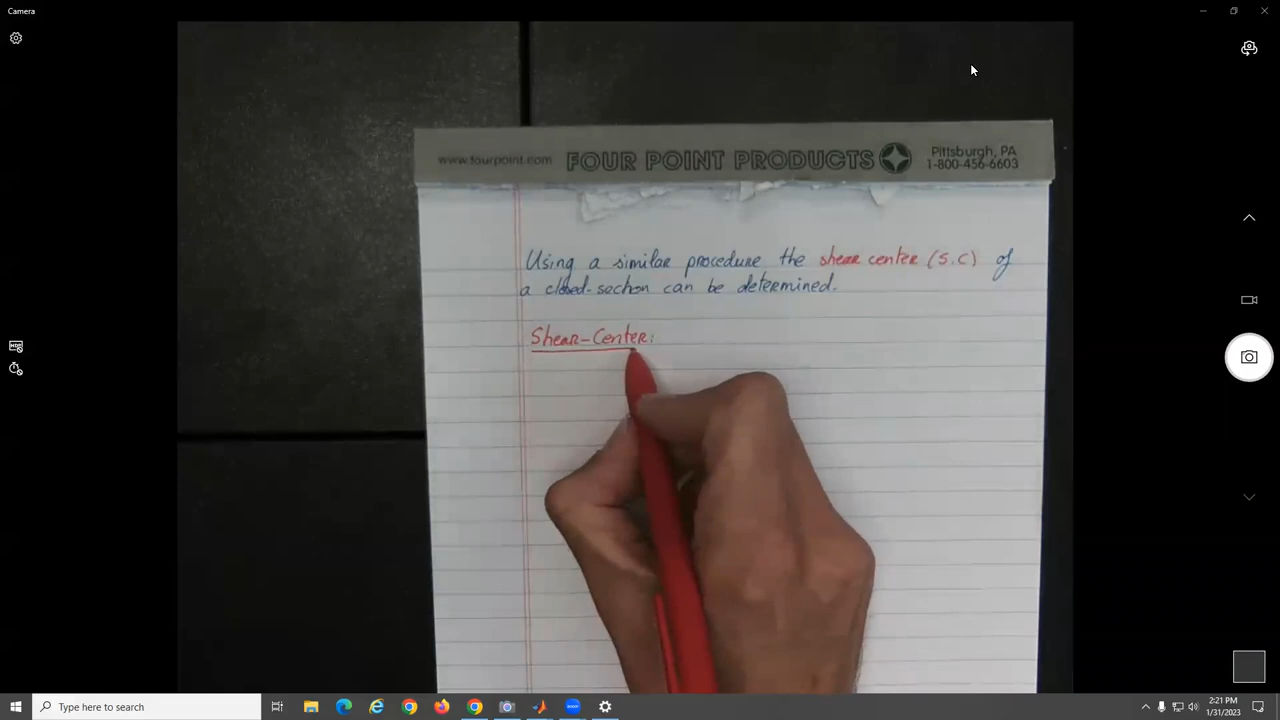 Camera
www.fourpoint.com FOUR POINT PRODUCTS Pittsburgh, PA
1-800-456-6603
Using a similar procedure the shear center (S.C) of
a closed-section can be determined.
Shear-Center:
Type here to search
2:21 PM
1/31/2023